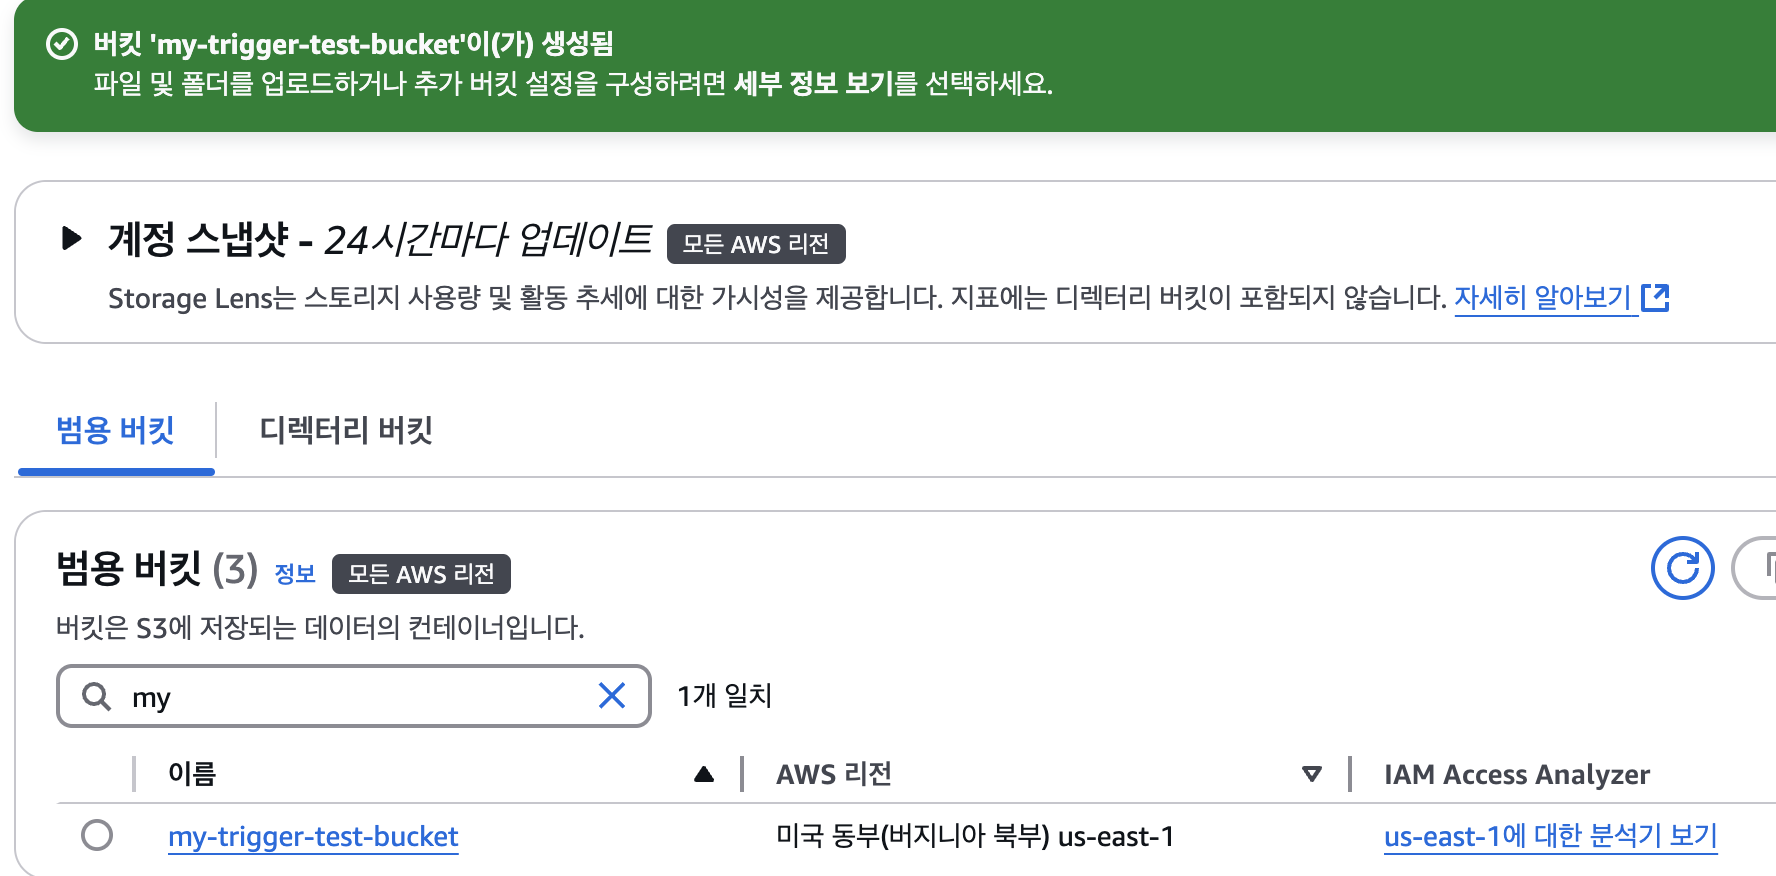 버킷 'my-trigger-test-bucket'이(가) 생성됨
파일 및 폴더를 업로드하거나 추가 버킷 설정을 구성하려면 세부 정보 보기를 선택하세요.
계정 스냅샷 - 24시간마다 업데이트 모든 AWS 리전
Storage Lens는 스토리지 사용량 및 활동 추세에 대한 가시성을 제공합니다. 지표에는 디렉터리 버킷이 포함되지 않습니다. 자세히 알아보기
범용 버킷 디렉터리 버킷
범용 버킷 (3) 정보 모든 AWS 리전
버킷은 S3에 저장되는 데이터의 컨테이너입니다.
my 1개 일치
이름 AWS 리전 IAM Access Analyzer
my-trigger-test-bucket 미국 동부(버지니아 북부) us-east-1 us-east-1에 대한 분석기 보기